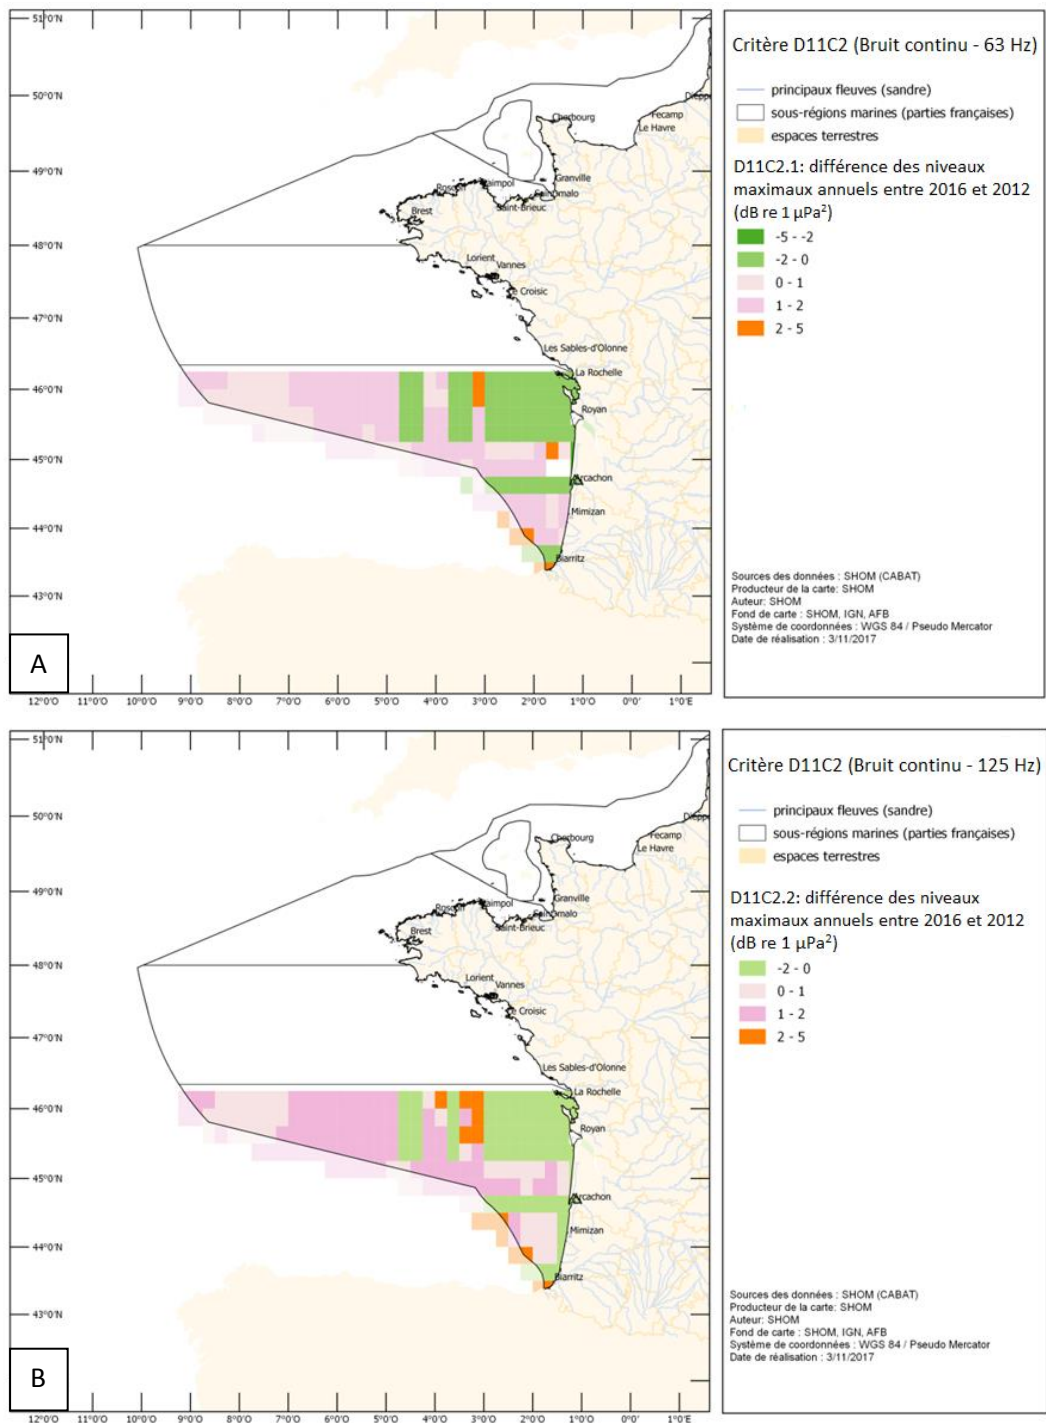 51°0'N
50°0'N
49°0'N
48°0'N
47°0'N
46°0'N
45°0'N
44°0'N
43°0'N
Dieppe
Cherbourg
Fecamp
Le Havre
Granville
Paimpol
Saint-Brieuc
Brest
Lorient
Vannes
Le Croisic
Les Sables-d'Olonne
La Rochelle
Royan
Arcachon
Mimizan
Biarritz
A
12°0'O 11°0'O 10°0'O 9°0'O 8°0'O 7°0'O 6°0'O 5°0'O 4°0'O 3°0'O 2°0'O 1°0'O 0°0'O 1°0'E
Critère D11C2 (Bruit continu - 63 Hz)
principaux fleuves (sandre)
sous-régions marines (parties françaises)
espaces terrestres
D11C2.1: différence des niveaux
maximaux annuels entre 2016 et 2012
(dB re 1 µPa²)
-5 - -2
-2 - 0
0 - 1
1 - 2
2 - 5
Sources des données : SHOM (CABAT)
Producteur de la carte: SHOM
Auteur: SHOM
Fond de carte : SHOM, IGN, AFB
Système de coordonnées : WGS 84 / Pseudo Mercator
Date de réalisation : 3/11/2017
51°0'N
50°0'N
49°0'N
48°0'N
47°0'N
46°0'N
45°0'N
44°0'N
43°0'N
Dieppe
Cherbourg
Fecamp
Le Havre
Granville
Paimpol
Saint-Brieuc
Brest
Lorient
Vannes
Le Croisic
Les Sables-d'Olonne
La Rochelle
Royan
Arcachon
Mimizan
Biarritz
B
12°0'O 11°0'O 10°0'O 9°0'O 8°0'O 7°0'O 6°0'O 5°0'O 4°0'O 3°0'O 2°0'O 1°0'O 0°0'O 1°0'E
Critère D11C2 (Bruit continu - 125 Hz)
principaux fleuves (sandre)
sous-régions marines (parties françaises)
espaces terrestres
D11C2.2: différence des niveaux
maximaux annuels entre 2016 et 2012
(dB re 1 µPa²)
-2 - 0
0 - 1
1 - 2
2 - 5
Sources des données : SHOM (CABAT)
Producteur de la carte: SHOM
Auteur: SHOM
Fond de carte : SHOM, IGN, AFB
Système de coordonnées : WGS 84 / Pseudo Mercator
Date de réalisation : 3/11/2017